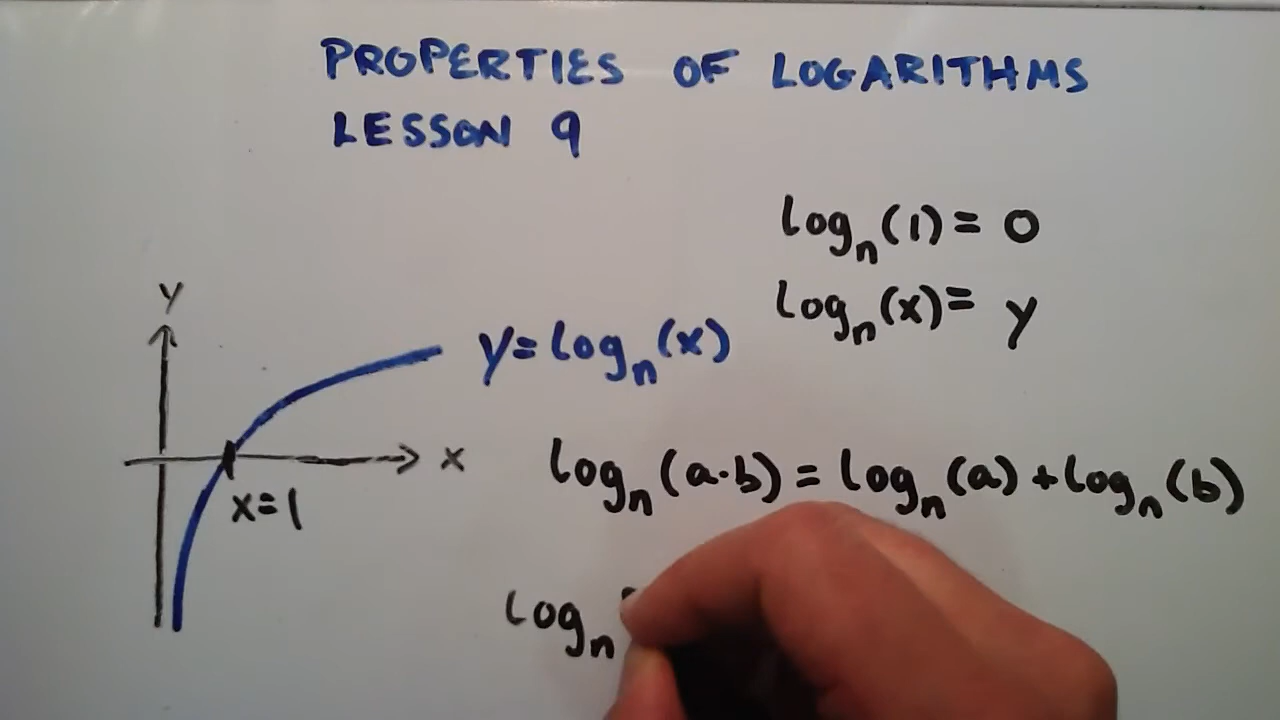 PROPERTIES OF LOGARITHMS
LESSON 9
logₙ(1) = 0
logₙ(x) = y
y
y = logₙ(x)
x
x = 1
logₙ(a·b) = logₙ(a) + logₙ(b)
logₙ